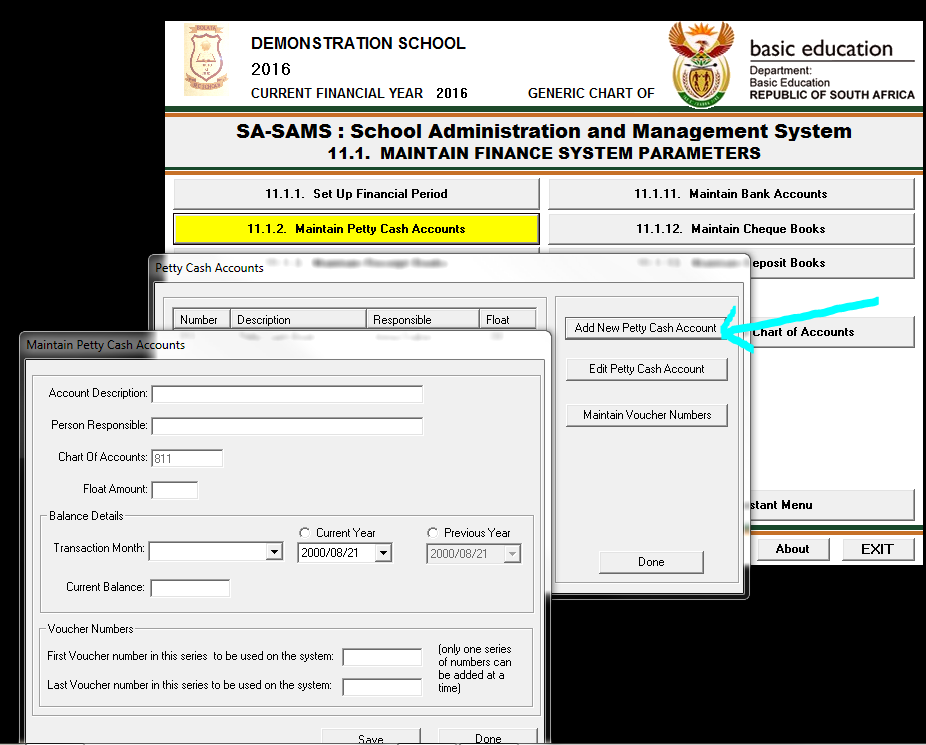 DEMONSTRATION SCHOOL
2016
CURRENT FINANCIAL YEAR 2016 GENERIC CHART OF
basic education
Department:
Basic Education
REPUBLIC OF SOUTH AFRICA
SA-SAMS : School Administration and Management System
11.1. MAINTAIN FINANCE SYSTEM PARAMETERS
11.1.1. Set Up Financial Period
11.1.11. Maintain Bank Accounts
11.1.2. Maintain Petty Cash Accounts
11.1.12. Maintain Cheque Books
eposit Books
Chart of Accounts
stant Menu
About
EXIT
Petty Cash Accounts
Number Description Responsible Float
Add New Petty Cash Account
Edit Petty Cash Account
Maintain Voucher Numbers
Done
Maintain Petty Cash Accounts
Account Description:
Person Responsible:
Chart Of Accounts: 811
Float Amount:
Balance Details
Current Year
Previous Year
Transaction Month:
2000/08/21
2000/08/21
Current Balance:
Voucher Numbers
First Voucher number in this series to be used on the system:
Last Voucher number in this series to be used on the system:
(only one series
of numbers can
be added at a
time)
Save
Done